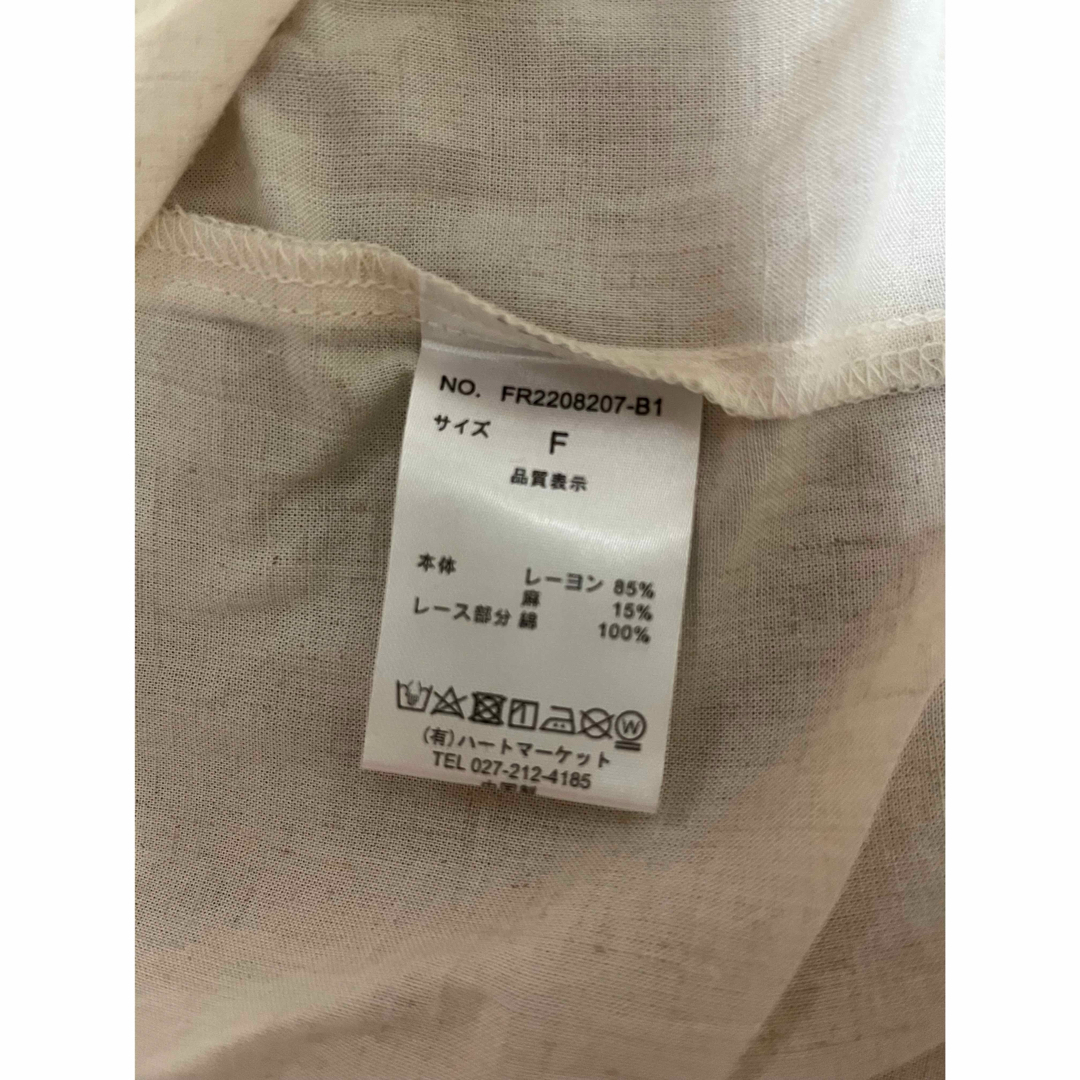 NO. FR2208207-B1
サイズ F
品質表示
本体 レーヨン 85%
麻 15%
レース部分 綿 100%
(有)ハートマーケット
TEL 027-212-4185